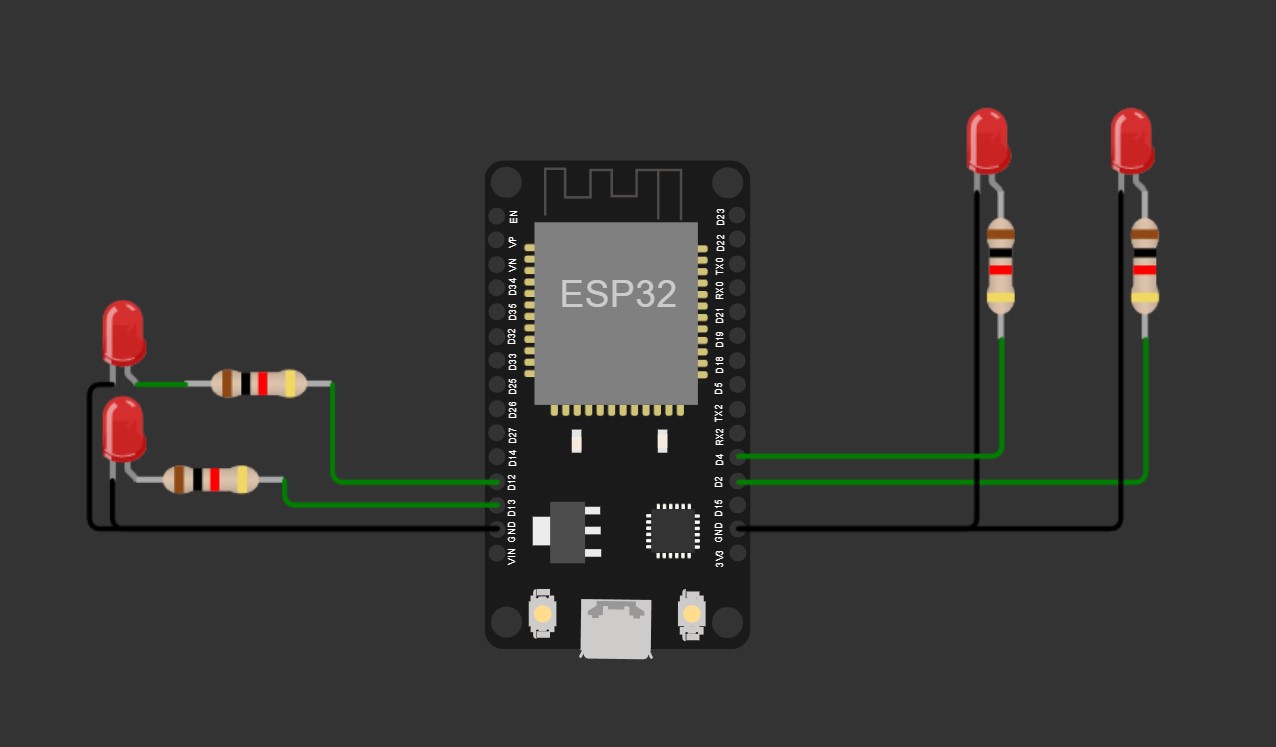 ESP32
EN
VP
VN
D34
D35
D32
D33
D25
D26
D27
D14
D12
D13
GND
VIN
D23
D22
TX0
RX0
D21
D19
D18
D5
TX2
RX2
D4
D2
D15
GND
3V3